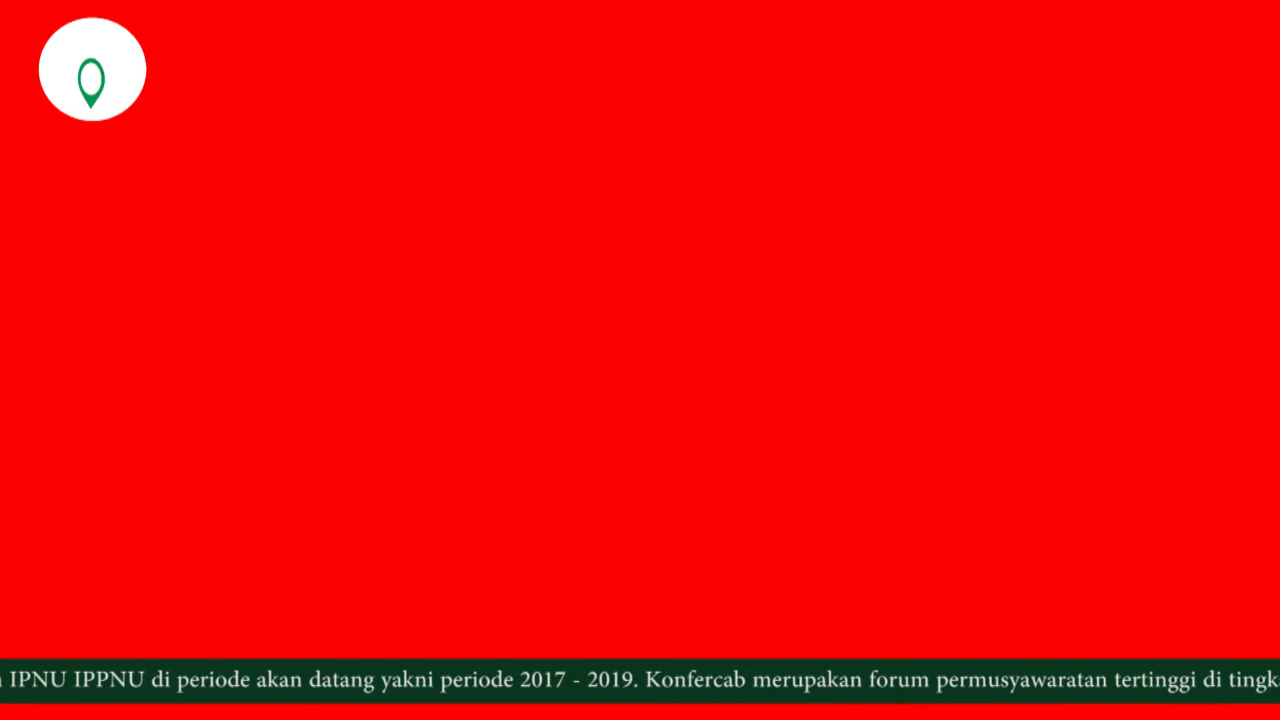 IPNU IPPNU di periode akan datang yakni periode 2017 - 2019. Konfercab merupakan forum permusyawaratan tertinggi di